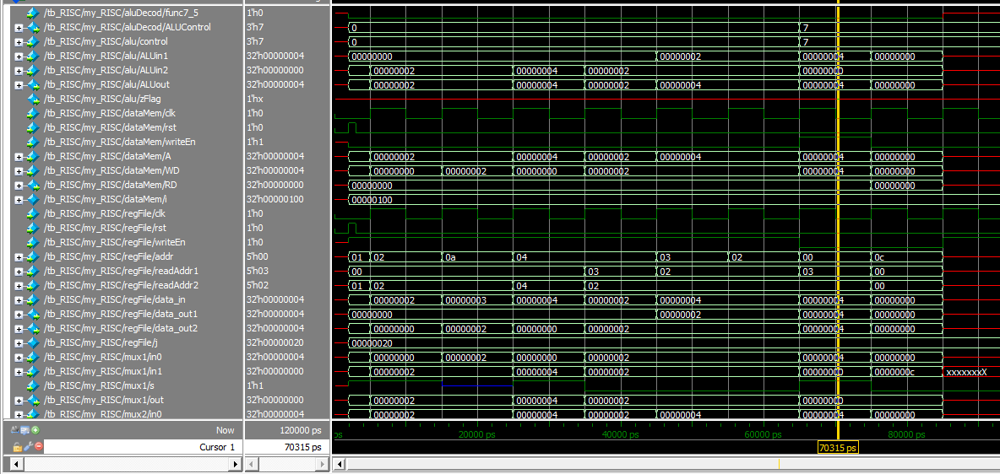 /tb_RISC/my_RISC/aluDecod/func7_5 1'h0
/tb_RISC/my_RISC/aluDecod/ALUControl 3'h7 0 7
/tb_RISC/my_RISC/alu/control 3'h7 0 7
/tb_RISC/my_RISC/alu/ALUin1 32'h00000004 00000000 00000002 00000004 00000000
/tb_RISC/my_RISC/alu/ALUin2 32'h00000000 00000002 00000004 00000002 00000000
/tb_RISC/my_RISC/alu/ALUout 32'h00000004 00000002 00000004 00000002 00000004 00000004 00000000
/tb_RISC/my_RISC/alu/zFlag 1'hx
/tb_RISC/my_RISC/dataMem/clk 1'h0
/tb_RISC/my_RISC/dataMem/rst 1'h0
/tb_RISC/my_RISC/dataMem/writeEn 1'h1
/tb_RISC/my_RISC/dataMem/A 32'h00000004 00000002 00000004 00000002 00000004 00000004 00000000
/tb_RISC/my_RISC/dataMem/WD 32'h00000004 00000000 00000002 00000000 00000002 00000004 00000000
/tb_RISC/my_RISC/dataMem/RD 32'h00000000 00000000 00000000
/tb_RISC/my_RISC/dataMem/i 32'h00000100 00000100
/tb_RISC/my_RISC/regFile/clk 1'h0
/tb_RISC/my_RISC/regFile/rst 1'h0
/tb_RISC/my_RISC/regFile/writeEn 1'h0
/tb_RISC/my_RISC/regFile/addr 5'h00 01 02 0a 04 03 02 00 0c
/tb_RISC/my_RISC/regFile/readAddr1 5'h03 00 03 02 03 00
/tb_RISC/my_RISC/regFile/readAddr2 5'h02 01 02 04 02 00
/tb_RISC/my_RISC/regFile/data_in 32'h00000004 00000002 00000003 00000004 00000002 00000004 00000004 00000000
/tb_RISC/my_RISC/regFile/data_out1 32'h00000004 00000000 00000002 00000004 00000000
/tb_RISC/my_RISC/regFile/data_out2 32'h00000004 00000000 00000002 00000000 00000002 00000004 00000000
/tb_RISC/my_RISC/regFile/j 32'h00000020 00000020
/tb_RISC/my_RISC/mux1/in0 32'h00000004 00000000 00000002 00000000 00000002 00000004 00000000
/tb_RISC/my_RISC/mux1/in1 32'h00000000 00000002 00000004 00000002 00000000 0000000c xxxxxxxX
/tb_RISC/my_RISC/mux1/s 1'h1
/tb_RISC/my_RISC/mux1/out 32'h00000000 00000002 00000004 00000002 00000000
/tb_RISC/my_RISC/mux2/in0 32'h00000004 00000002 00000004 00000002 00000004 00000004 00000000
Now 120000 ps ps 20000 ps 40000 ps 60000 ps 80000 ps
Cursor 1 70315 ps 70315 ps